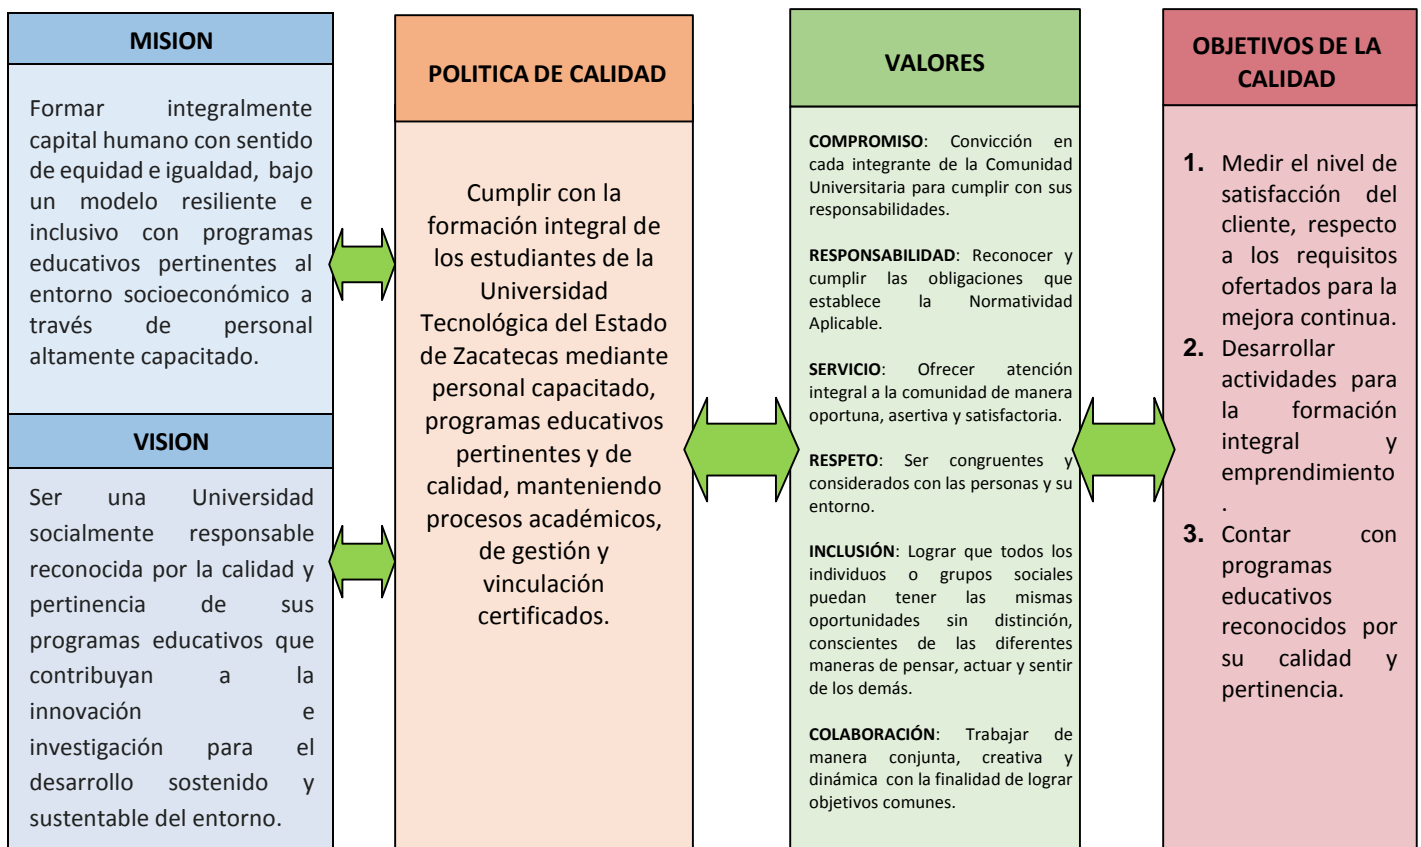 MISION
Formar integralmente
capital humano con sentido
de equidad e igualdad, bajo
un modelo resiliente e
inclusivo con programas
educativos pertinentes al
entorno socioeconómico a
través de personal
altamente capacitado.
VISION
Ser una Universidad
socialmente responsable
reconocida por la calidad y
pertinencia de sus
programas educativos que
contribuyan a la
innovación e
investigación para el
desarrollo sostenido y
sustentable del entorno.
POLITICA DE CALIDAD
Cumplir con la
formación integral de
los estudiantes de la
Universidad
Tecnológica del Estado
de Zacatecas mediante
personal capacitado,
programas educativos
pertinentes y de
calidad, manteniendo
procesos académicos,
de gestión y
vinculación
certificados.
VALORES
COMPROMISO: Convicción en
cada integrante de la Comunidad
Universitaria para cumplir con sus
responsabilidades.
RESPONSABILIDAD: Reconocer y
cumplir las obligaciones que
establece la Normatividad
Aplicable.
SERVICIO: Ofrecer atención
integral a la comunidad de manera
oportuna, asertiva y satisfactoria.
RESPETO: Ser congruentes y
considerados con las personas y su
entorno.
INCLUSIÓN: Lograr que todos los
individuos o grupos sociales
puedan tener las mismas
oportunidades sin distinción,
conscientes de las diferentes
maneras de pensar, actuar y sentir
de los demás.
COLABORACIÓN: Trabajar de
manera conjunta, creativa y
dinámica con la finalidad de lograr
objetivos comunes.
OBJETIVOS DE LA
CALIDAD
1. Medir el nivel de
satisfacción del
cliente, respecto
a los requisitos
ofertados para la
mejora continua.
2. Desarrollar
actividades para
la formación
integral y
emprendimiento
.
3. Contar con
programas
educativos
reconocidos por
su calidad y
pertinencia.